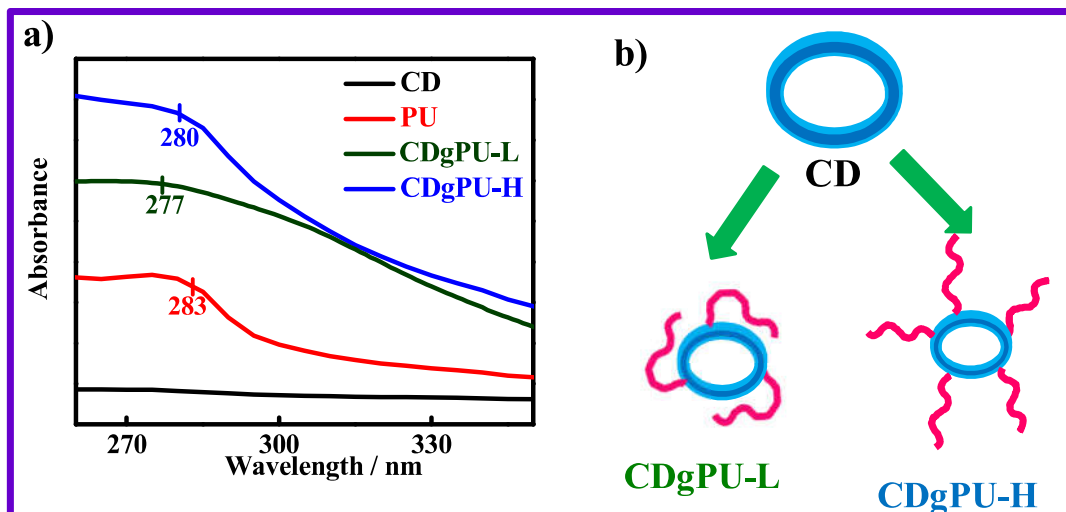 a)
CD
PU
CDgPU-L
CDgPU-H
280
277
283
Absorbance
270
300
330
Wavelength / nm
b)
CD
CDgPU-L
CDgPU-H